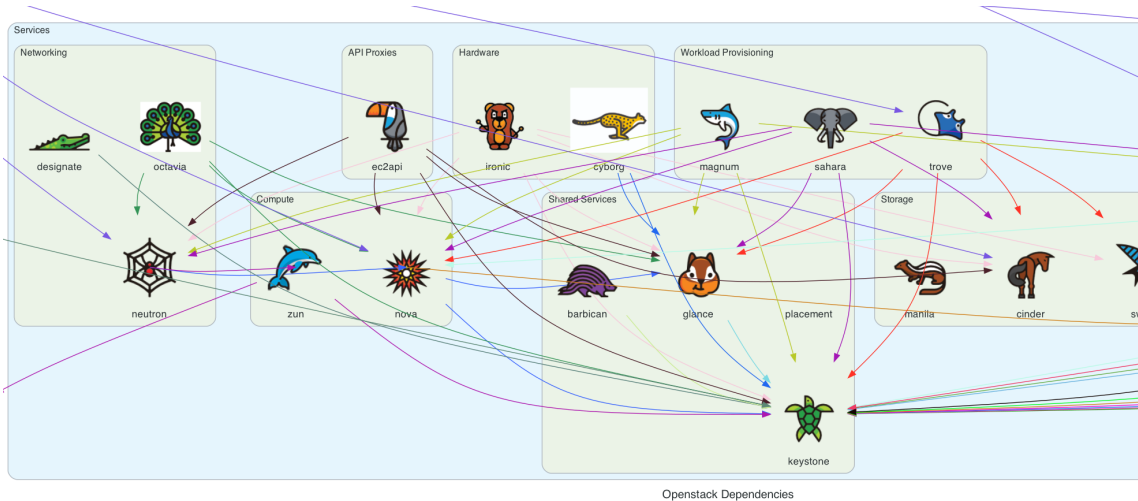 Services
Networking
API Proxies
Hardware
Workload Provisioning
designate
octavia
ec2api
ironic
cyborg
magnum
sahara
trove
Compute
Shared Services
Storage
neutron
zun
nova
barbican
glance
placement
manila
cinder
keystone
Openstack Dependencies